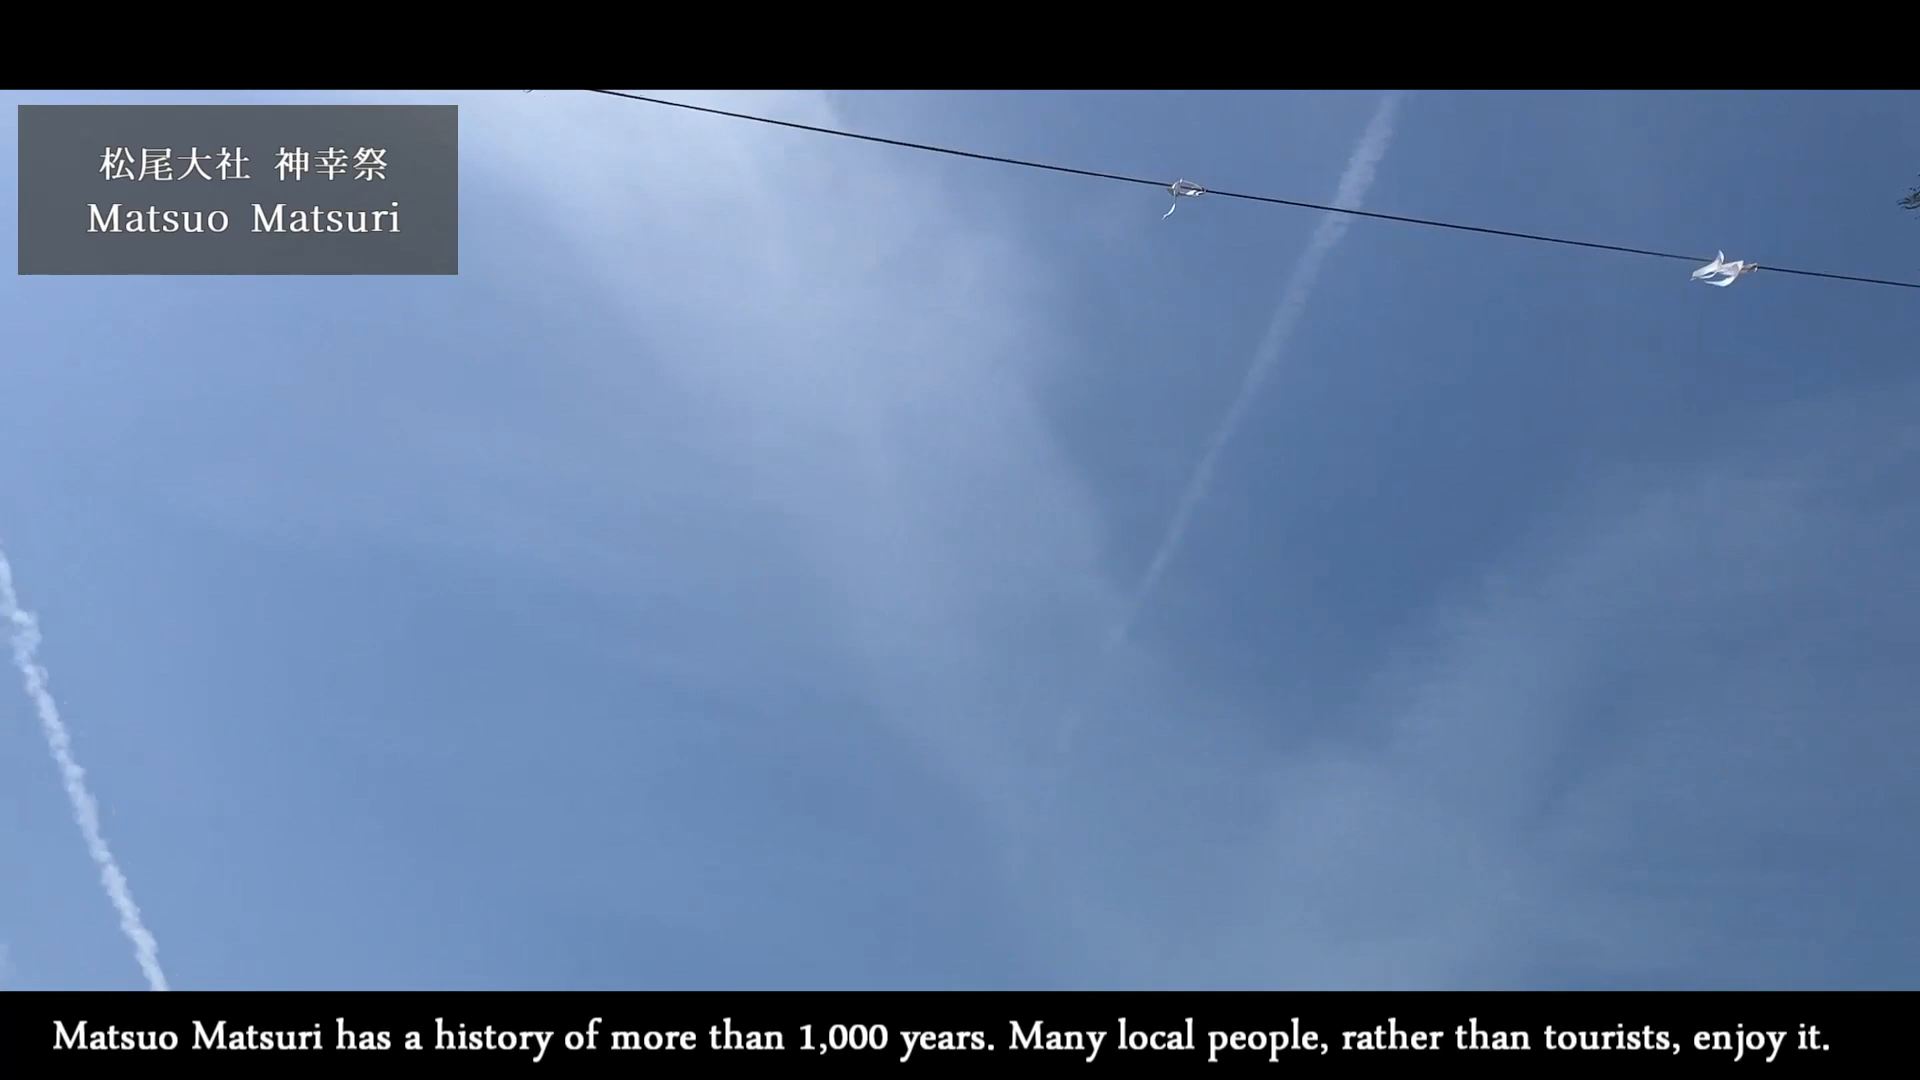 松尾大社 神幸祭
Matsuo Matsuri
Matsuo Matsuri has a history of more than 1,000 years. Many local people, rather than tourists, enjoy it.